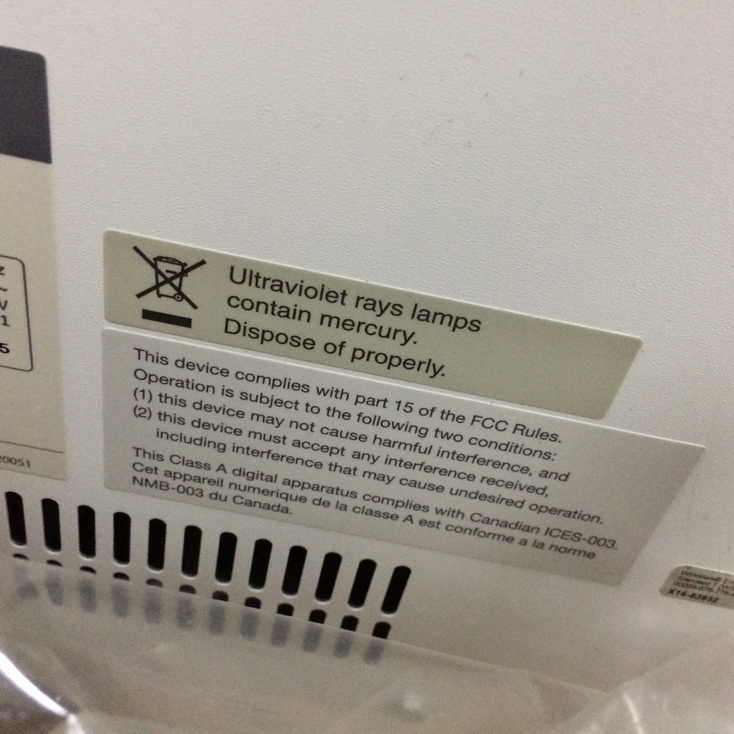 V
1
5
20051
Ultraviolet rays lamps
contain mercury.
Dispose of properly.
This device complies with part 15 of the FCC Rules.
Operation is subject to the following two conditions:
(1) this device may not cause harmful interference, and
(2) this device must accept any interference received,
including interference that may cause undesired operation.
This Class A digital apparatus complies with Canadian ICES-003.
Cet appareil numerique de la classe A est conforme a la norme
NMB-003 du Canada.